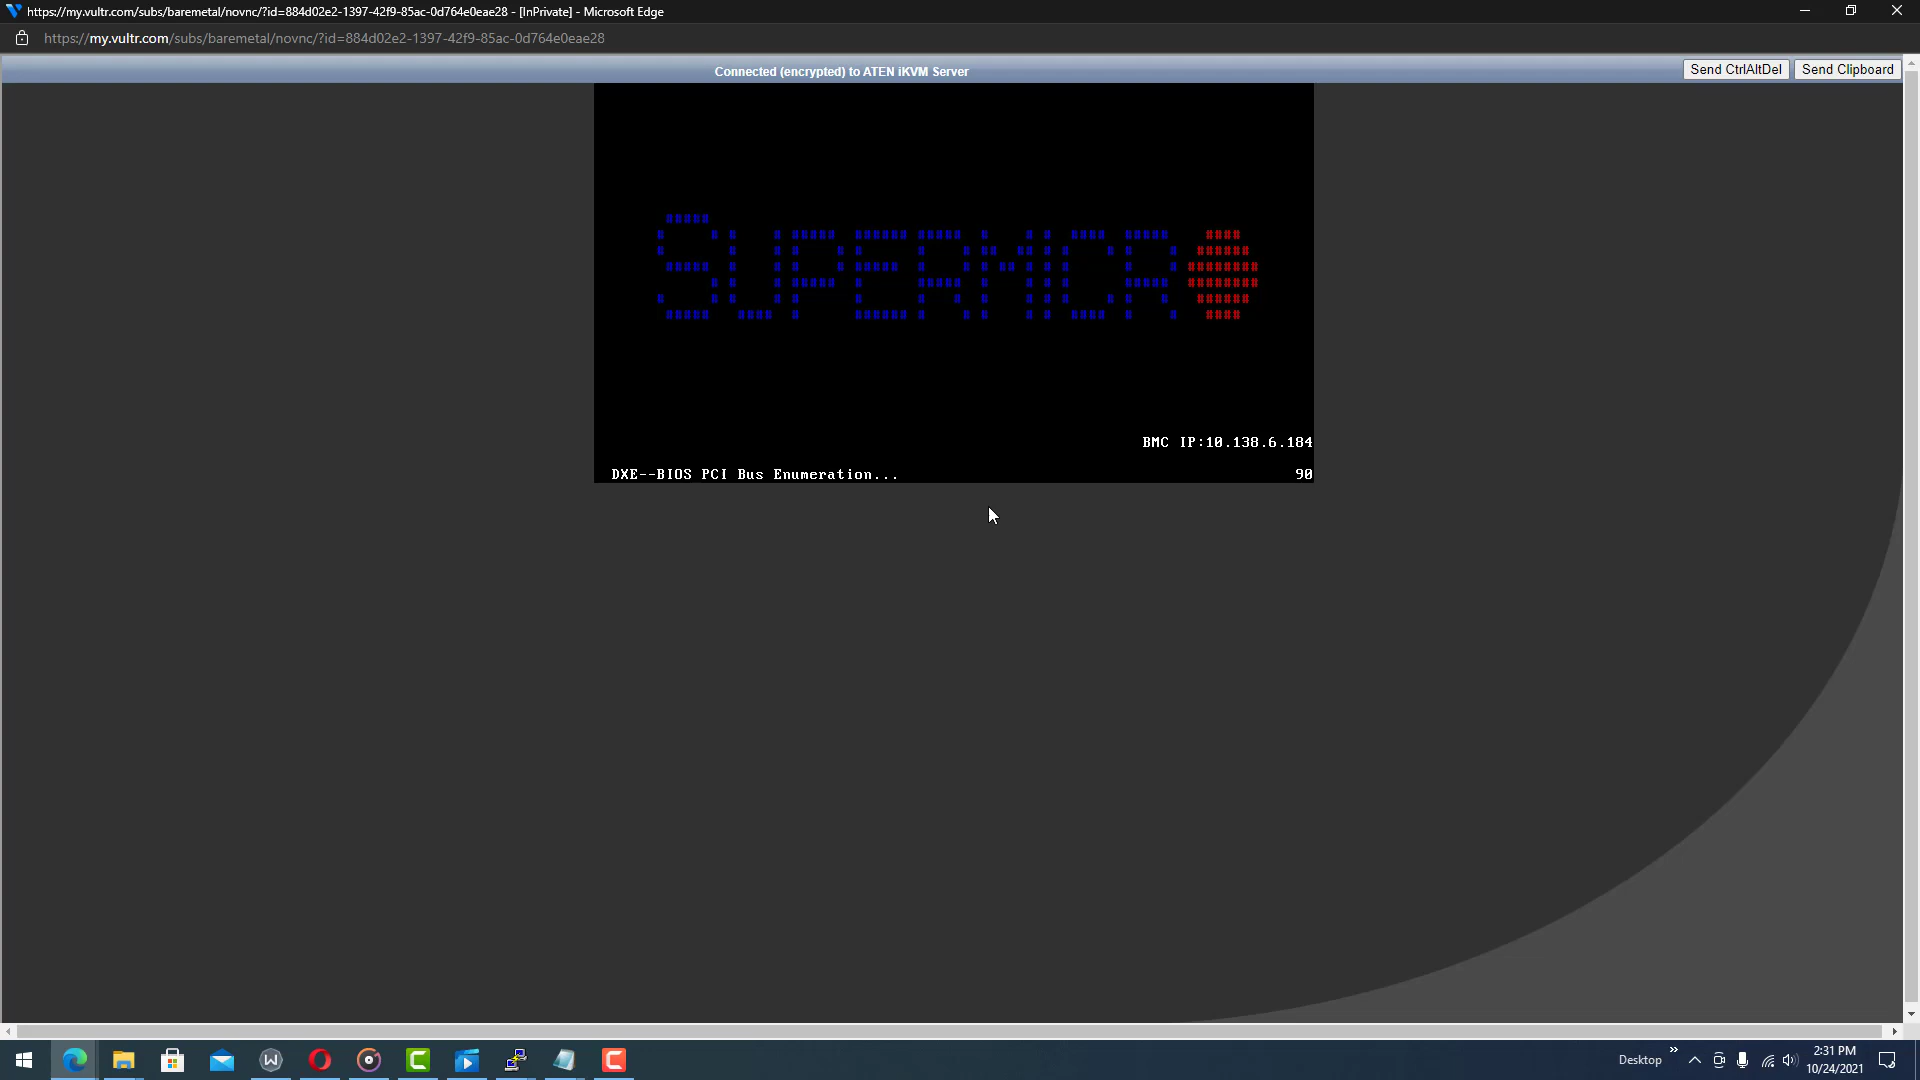 https://my.vultr.com/subs/baremetal/novnc/?id=884d02e2-1397-42f9-85ac-0d764e0eae28 - [InPrivate] - Microsoft Edge
https://my.vultr.com/subs/baremetal/novnc/?id=884d02e2-1397-42f9-85ac-0d764e0eae28
Connected (encrypted) to ATEN iKVM Server
Send CtrlAltDel
Send Clipboard
SUPERMICR
BMC IP:10.138.6.184
DXE--BIOS PCI Bus Enumeration... 90
Desktop
2:31 PM
10/24/2021